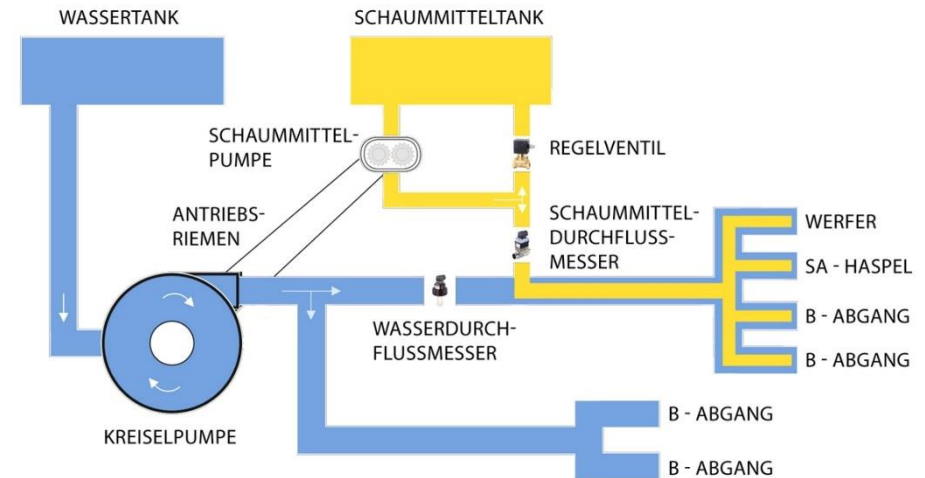 WASSERTANK
SCHAUMMITTELTANK
SCHAUMMITTEL-
PUMPE
REGELVENTIL
ANTRIEBS-
RIEMEN
SCHAUMMITTEL-
DURCHFLUSS-
MESSER
WERFER
SA - HASPEL
B - ABGANG
B - ABGANG
WASSERDURCH-
FLUSSMESSER
KREISELPUMPE
B - ABGANG
B - ABGANG